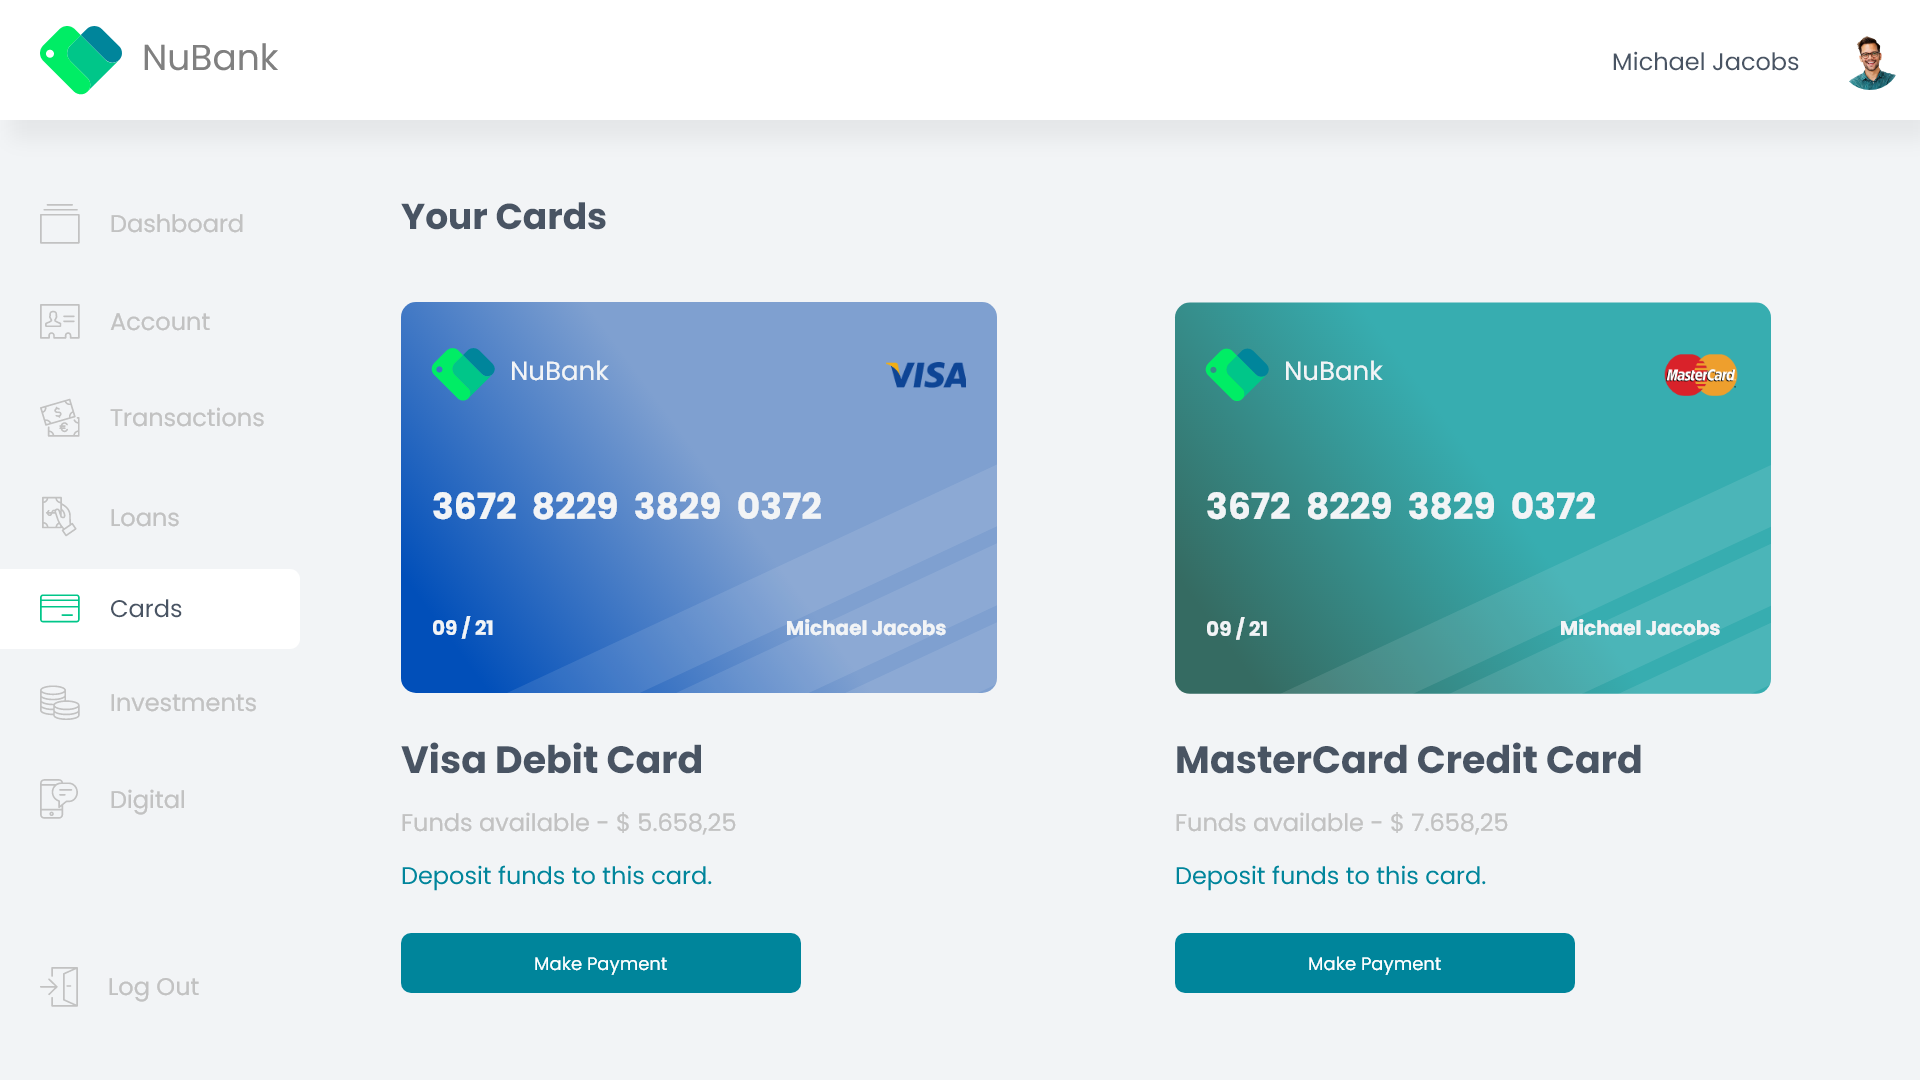 NuBank
Michael Jacobs
Dashboard
Account
Transactions
Loans
Cards
Investments
Digital
Log Out
Your Cards
NuBank
VISA
3672 8229 3829 0372
09 / 21
Michael Jacobs
Visa Debit Card
Funds available - $ 5.658,25
Deposit funds to this card.
Make Payment
NuBank
MasterCard
3672 8229 3829 0372
09 / 21
Michael Jacobs
MasterCard Credit Card
Funds available - $ 7.658,25
Deposit funds to this card.
Make Payment